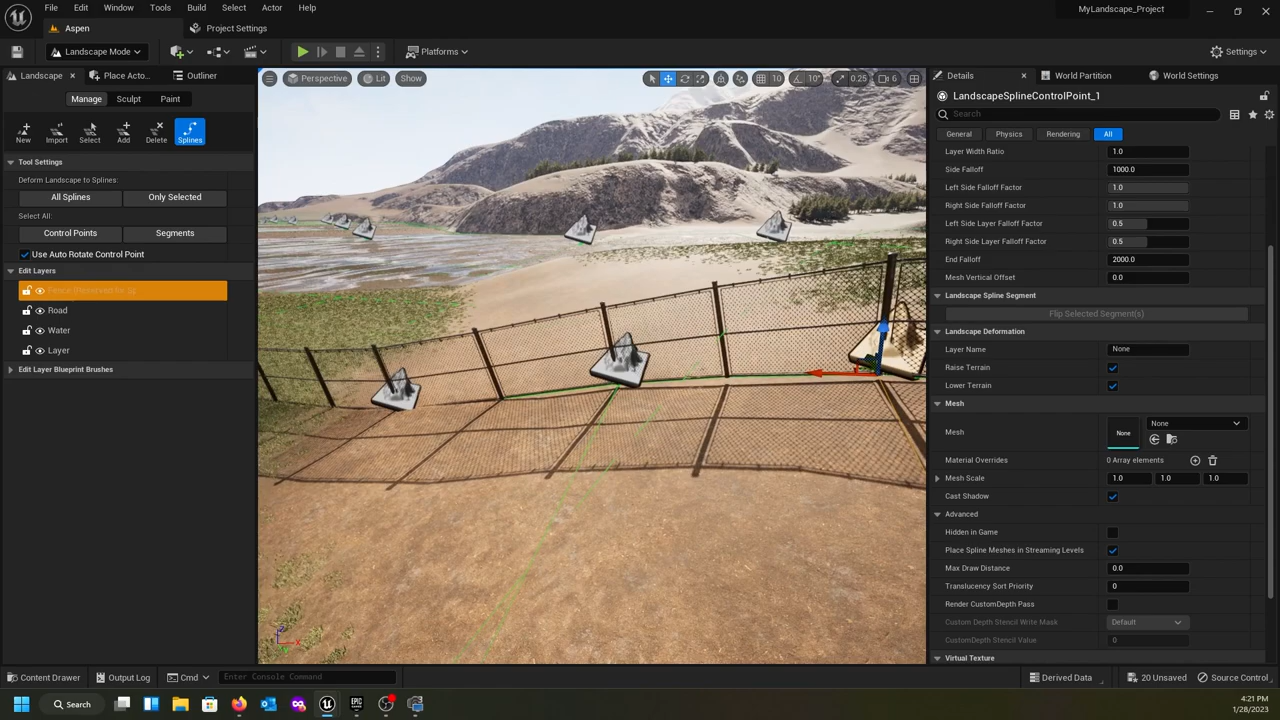 File Edit Window Tools Build Select Actor Help
MyLandscape_Project
Aspen
Project Settings
Landscape Mode
Platforms
Settings
Landscape
Place Acto...
Outliner
Manage Sculpt Paint
New Import Select Add Delete Splines
Tool Settings
Deform Landscape to Splines:
All Splines Only Selected
Select All:
Control Points Segments
Use Auto Rotate Control Point
Edit Layers
Road
Water
Layer
Edit Layer Blueprint Brushes
Perspective Lit Show
10 10° 0.25 6
Z X
Details
World Partition
World Settings
LandscapeSplineControlPoint_1
Search
General Physics Rendering All
Layer Width Ratio 1.0
Side Falloff 1000.0
Left Side Falloff Factor 1.0
Right Side Falloff Factor 1.0
Left Side Layer Falloff Factor 0.5
Right Side Layer Falloff Factor 0.5
End Falloff 2000.0
Mesh Vertical Offset 0.0
Landscape Spline Segment
Flip Selected Segment(s)
Landscape Deformation
Layer Name None
Raise Terrain
Lower Terrain
Mesh
Mesh None None
Material Overrides 0 Array elements
Mesh Scale 1.0 1.0 1.0
Cast Shadow
Advanced
Hidden in Game
Place Spline Meshes in Streaming Levels
Max Draw Distance 0.0
Translucency Sort Priority 0
Render CustomDepth Pass
Custom Depth Stencil Write Mask Default
CustomDepth Stencil Value 0
Virtual Texture
Content Drawer Output Log Cmd Enter Console Command
Derived Data 20 Unsaved Source Control
Search
EPIC GAMES
4:21 PM
1/28/2023